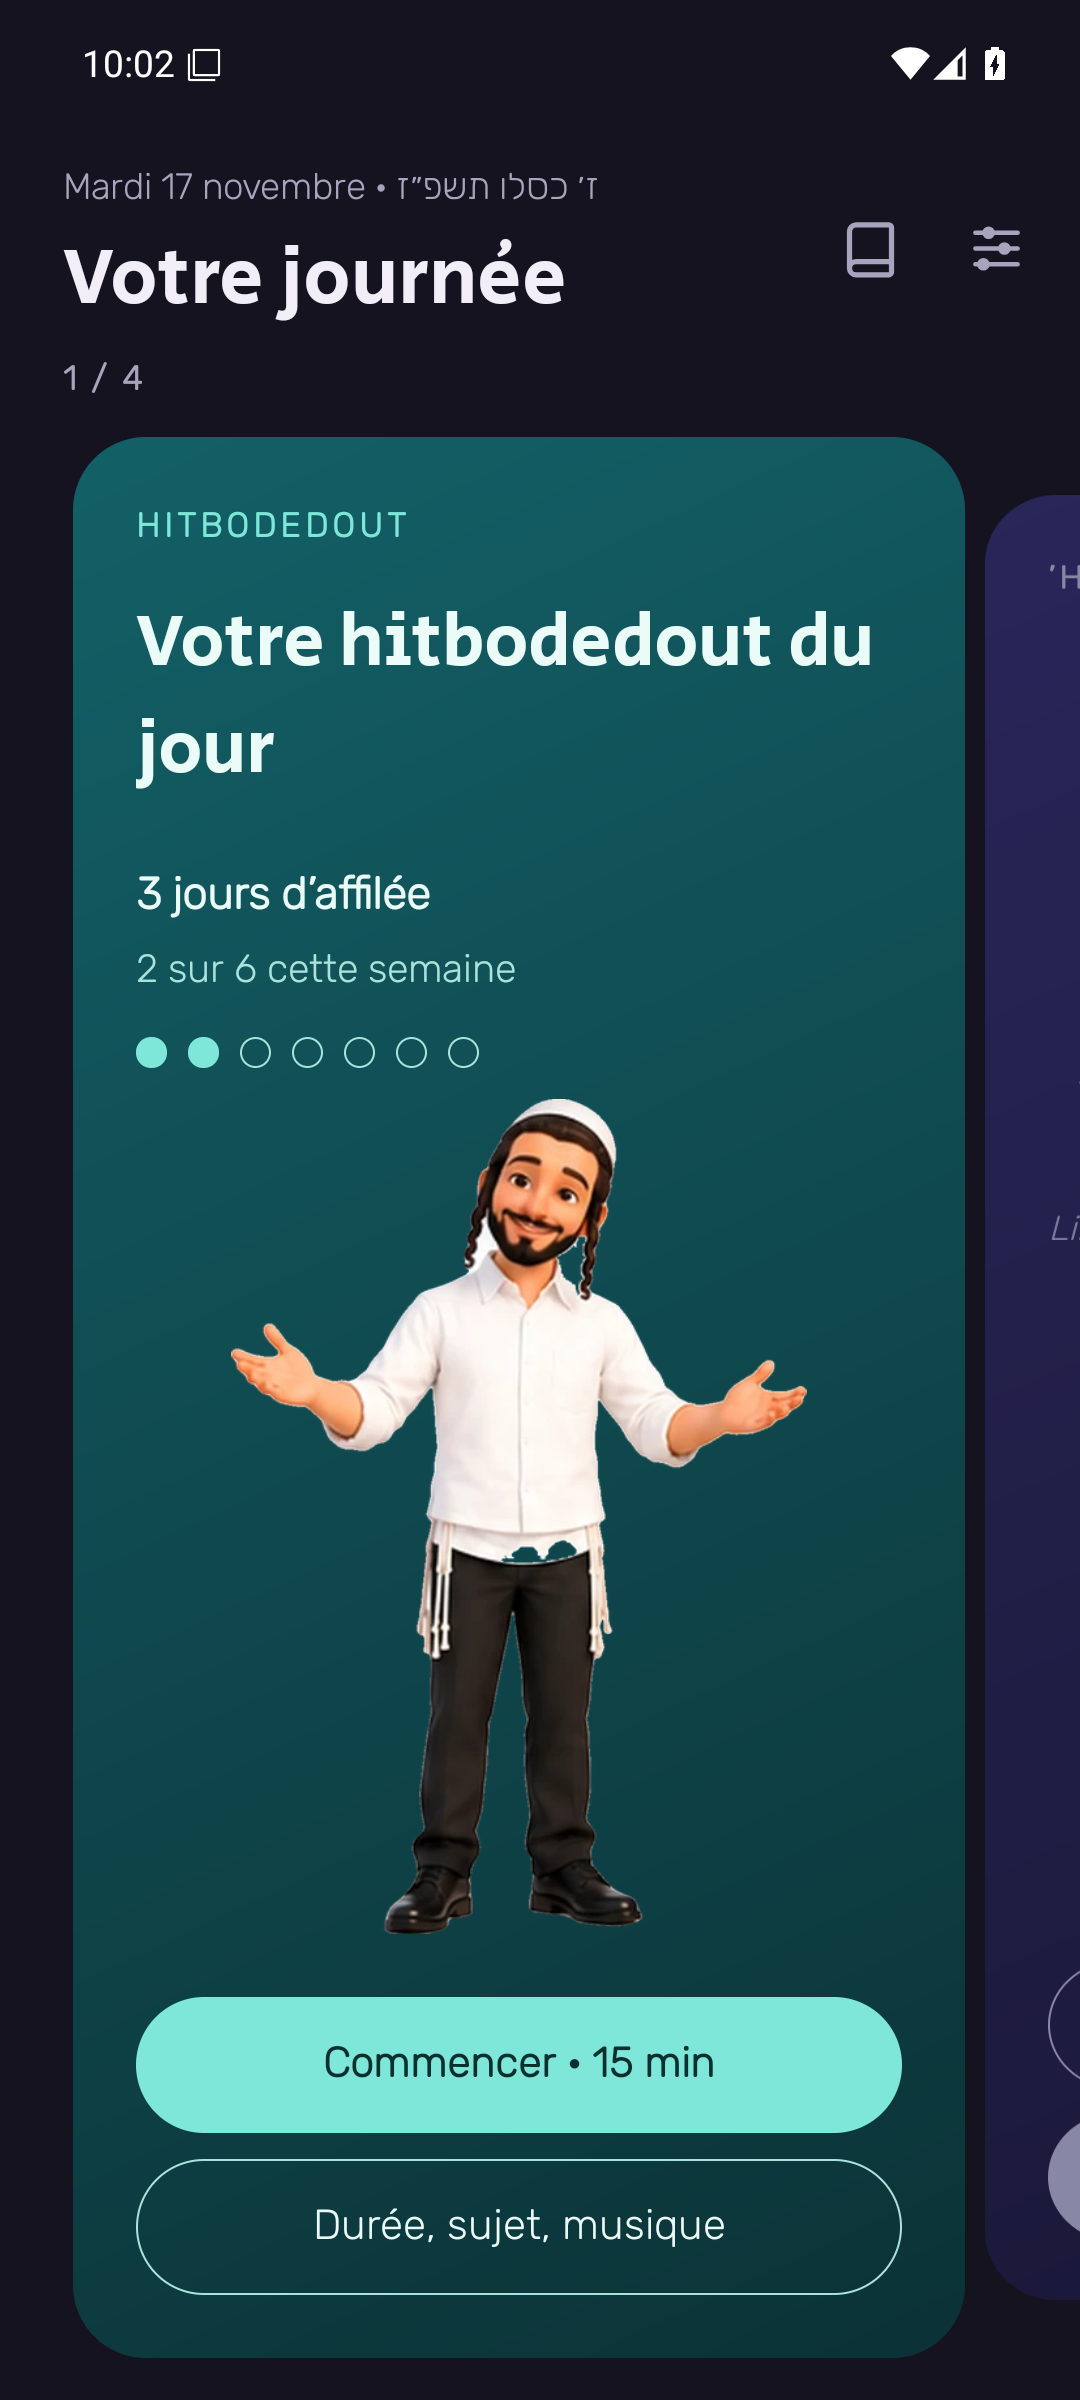 10:02
Mardi 17 novembre • ז׳ כסלו תשפ״ז
Votre journée
1 / 4
HITBODEDOUT
Votre hitbodedout du
jour
3 jours d’affilée
2 sur 6 cette semaine
Commencer • 15 min
Durée, sujet, musique